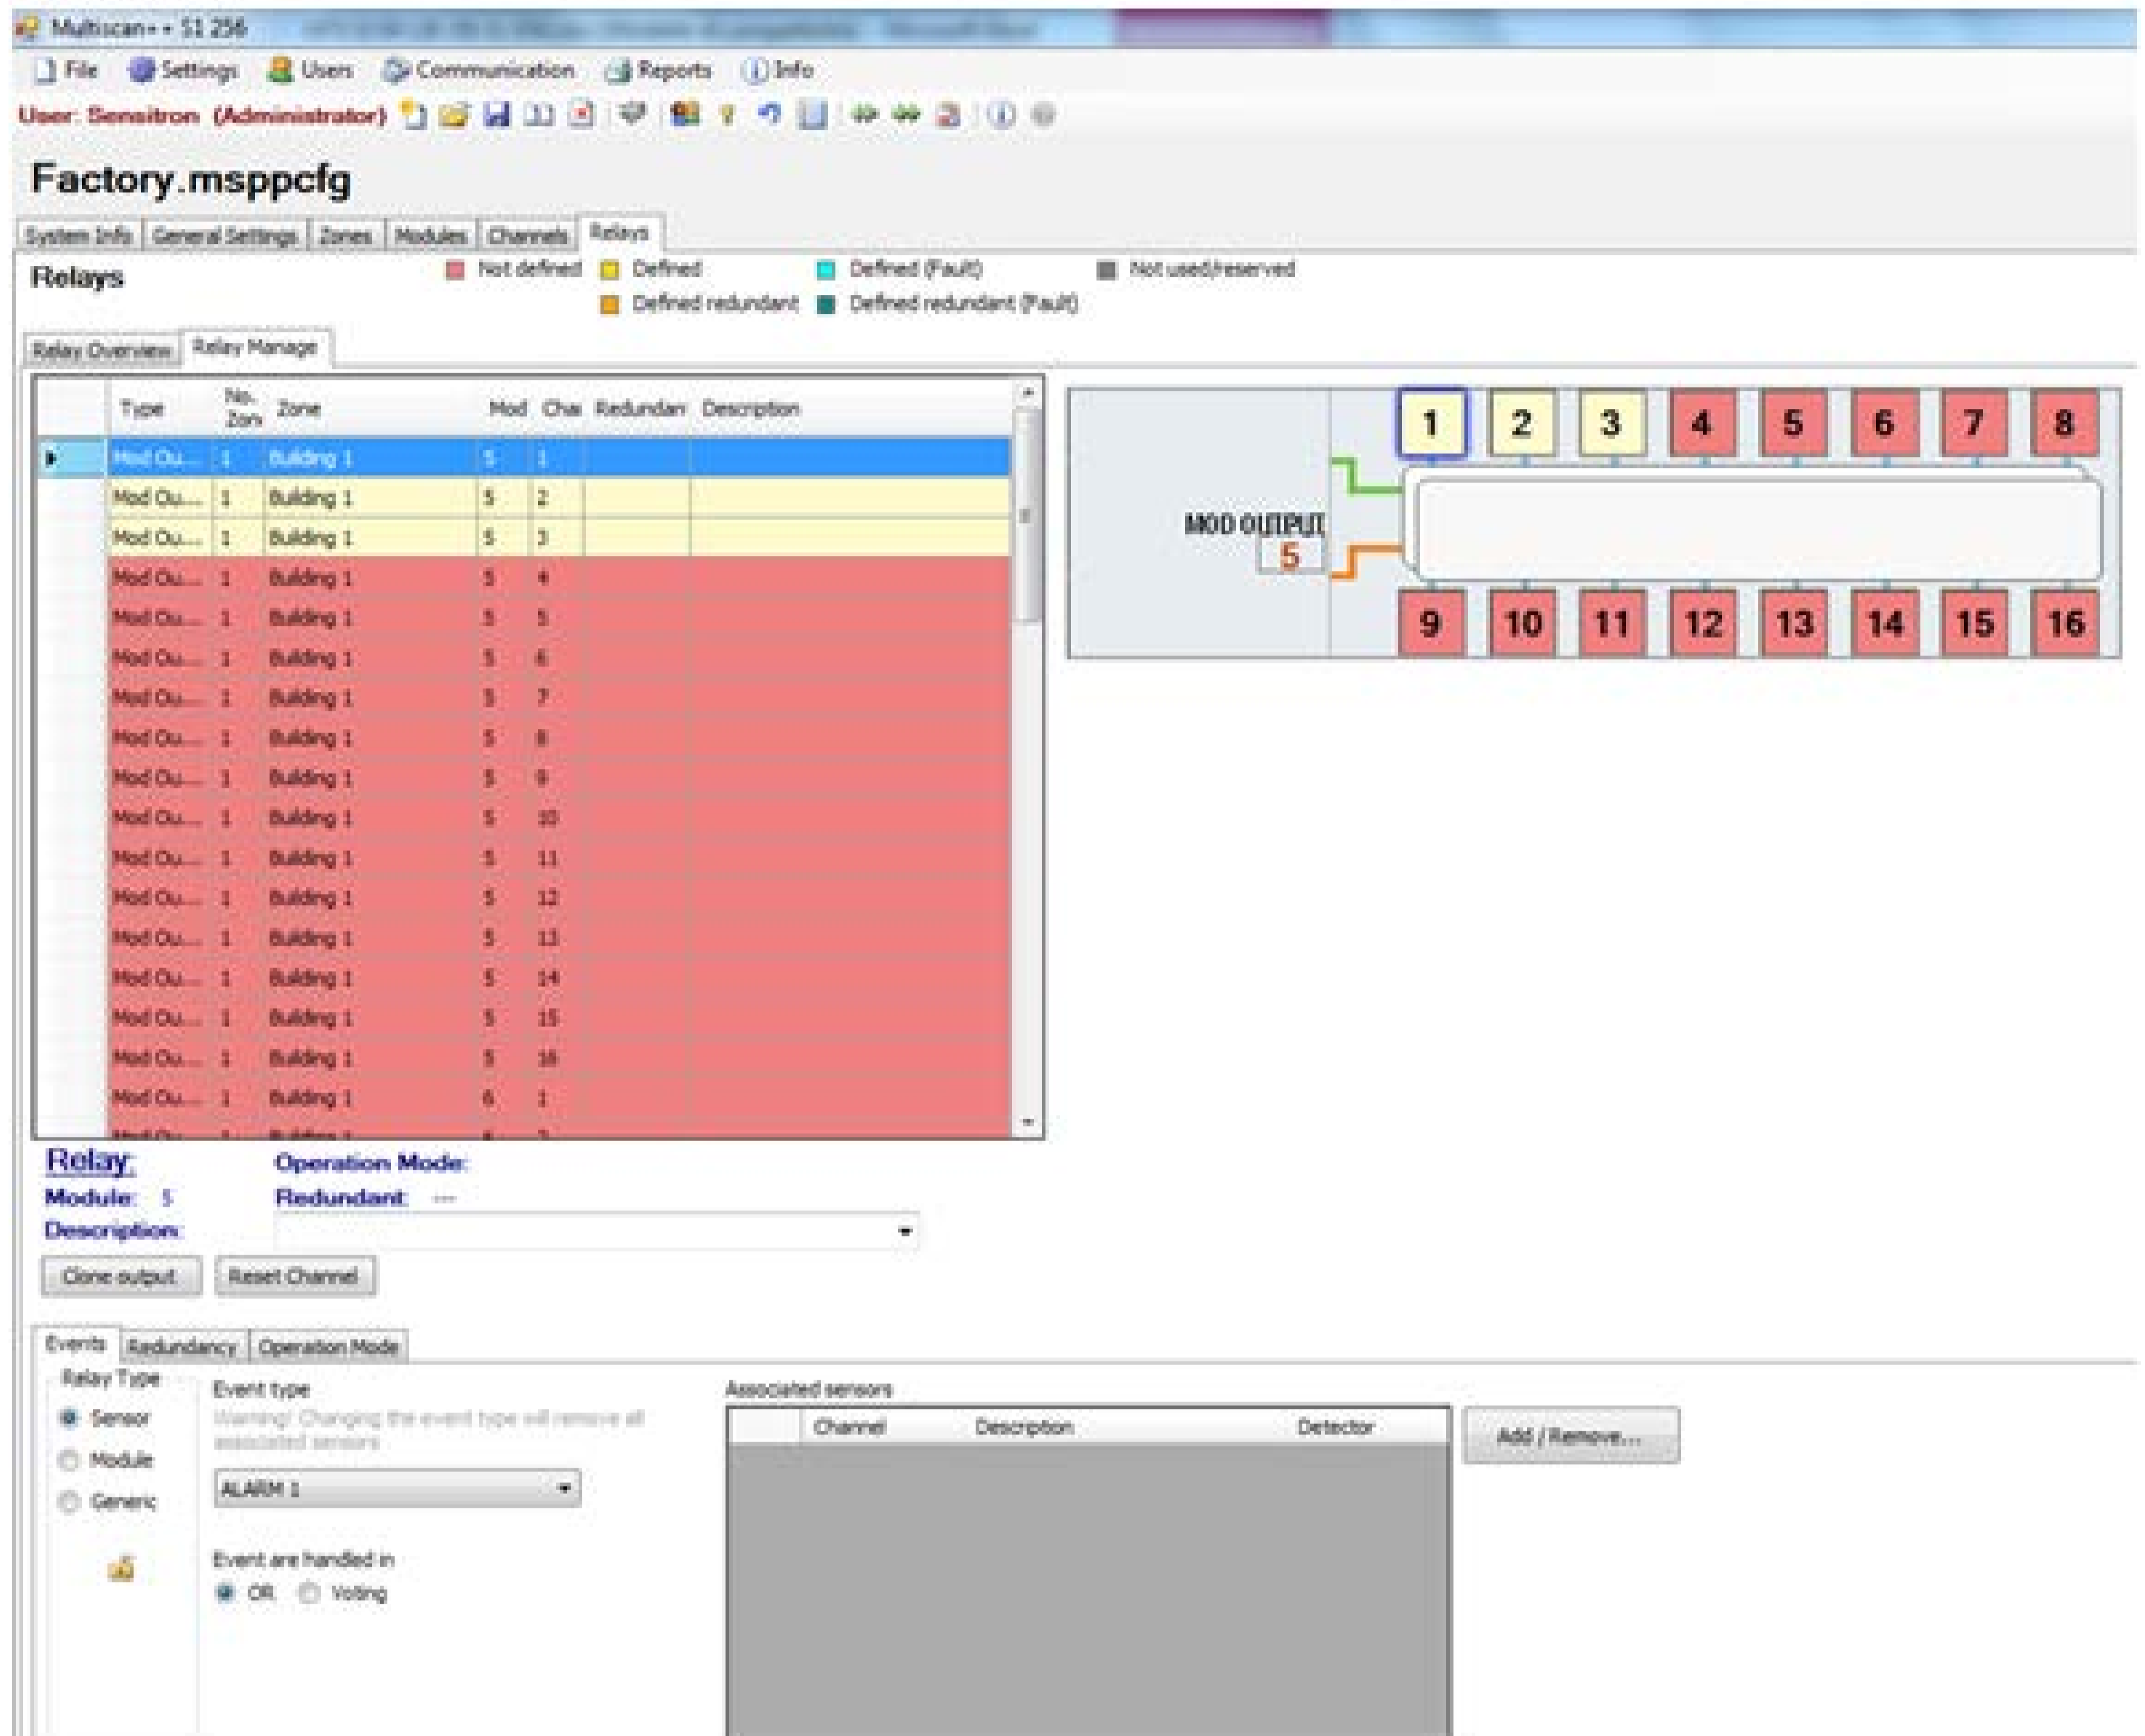 Multiscan++ S1 256
File Settings Users Communication Reports Info
User: Sensitron (Administrator)
Factory.msppcfg
System Info General Settings Zones Modules Channels Relays
Relays
Not defined Defined Defined (Fault) Not used/reserved
Defined redundant Defined redundant (Fault)
Relay Overview Relay Manage
Type No. Zone Zone Mod Chai Redundan Description
Mod Ou... 1 Building 1 5 1
Mod Ou... 1 Building 1 5 2
Mod Ou... 1 Building 1 5 3
Mod Ou... 1 Building 1 5 4
Mod Ou... 1 Building 1 5 5
Mod Ou... 1 Building 1 5 6
Mod Ou... 1 Building 1 5 7
Mod Ou... 1 Building 1 5 8
Mod Ou... 1 Building 1 5 9
Mod Ou... 1 Building 1 5 10
Mod Ou... 1 Building 1 5 11
Mod Ou... 1 Building 1 5 12
Mod Ou... 1 Building 1 5 13
Mod Ou... 1 Building 1 5 14
Mod Ou... 1 Building 1 5 15
Mod Ou... 1 Building 1 5 16
Mod Ou... 1 Building 1 6 1
1 2 3 4 5 6 7 8
MOD OUTPUT
5
9 10 11 12 13 14 15 16
Relay:
Operation Mode:
Module: 5 Redundant: ---
Description:
Clone output Reset Channel
Events Redundancy Operation Mode
Relay Type
Sensor
Module
Generic
Event type
Warning! Changing the event type will remove all
associated sensors
ALARM 1
Event are handled in
OR Voting
Associated sensors
Channel Description Detector
Add / Remove...